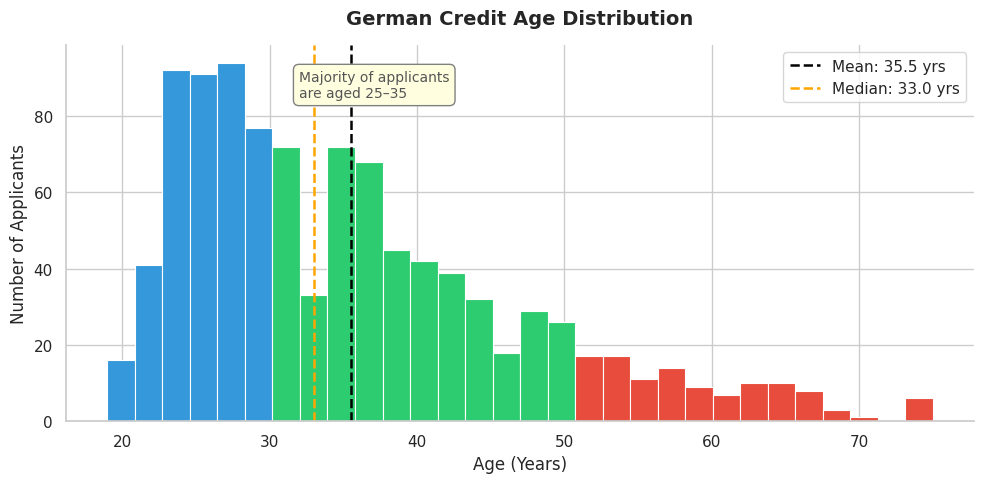 German Credit Age Distribution
Majority of applicants
are aged 25–35
Mean: 35.5 yrs
Median: 33.0 yrs
Number of Applicants
80
60
40
20
0
20
30
40
50
60
70
Age (Years)